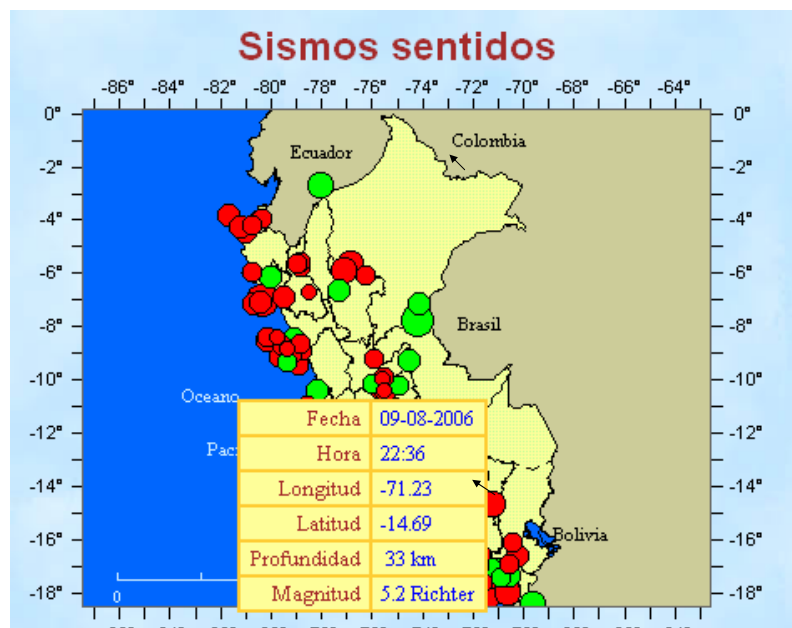 Sismos sentidos
-86° -84° -82° -80° -78° -76° -74° -72° -70° -68° -66° -64°
0° 0°
Colombia
Ecuador
-2° -2°
-4° -4°
-6° -6°
-8° Brasil -8°
-10° -10°
Oceano
Fecha 09-08-2006
-12° -12°
Pac
Hora 22:36
-14° Longitud -71.23 -14°
Latitud -14.69
-16° Bolivia -16°
Profundidad 33 km
-18° 0 Magnitud 5.2 Richter -18°